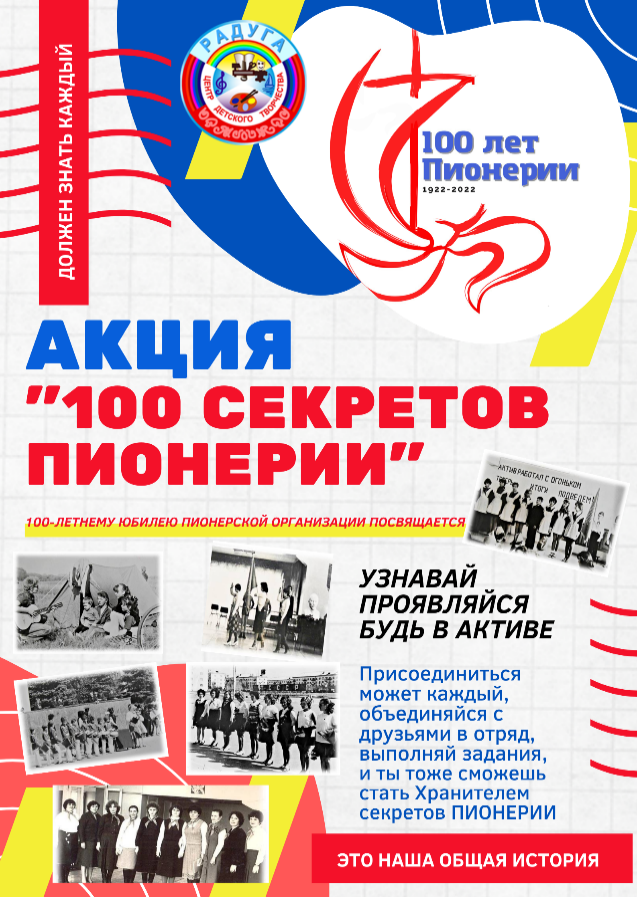 ДОЛЖЕН ЗНАТЬ КАЖДЫЙ
РАДУГА
ЦЕНТР ДЕТСКОГО ТВОРЧЕСТВА
100 лет
Пионерии
1922-2022
АКЦИЯ
"100 СЕКРЕТОВ
ПИОНЕРИИ"
100-ЛЕТНЕМУ ЮБИЛЕЮ ПИОНЕРСКОЙ ОРГАНИЗАЦИИ ПОСВЯЩАЕТСЯ
АКТИВ РАБОТАЛ С ОГОНЬКОМ
ИТОГУ ПОДВЕДЕМ!
УЗНАВАЙ
ПРОЯВЛЯЙСЯ
БУДЬ В АКТИВЕ
Присоединиться
может каждый,
объединяйся с
друзьями в отряд,
выполняй задания,
и ты тоже сможешь
стать Хранителем
секретов ПИОНЕРИИ
ЭТО НАША ОБЩАЯ ИСТОРИЯ